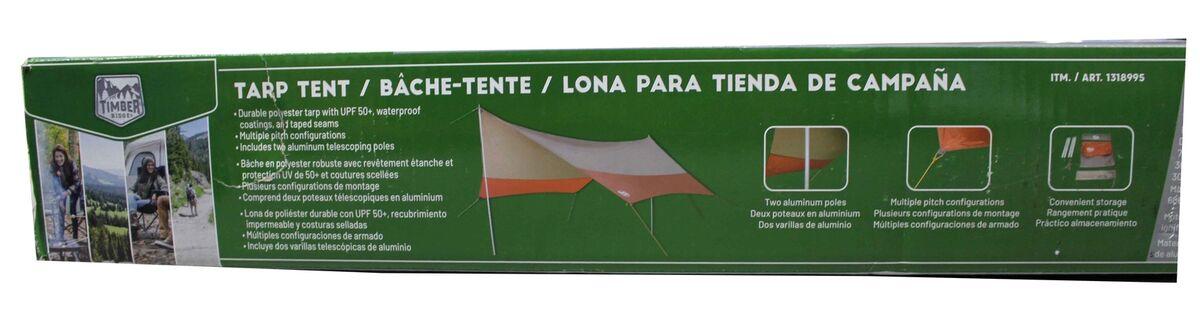 TIMBER
RIDGE
TARP TENT / BÂCHE-TENTE / LONA PARA TIENDA DE CAMPAÑA
ITM. / ART. 1318995
• Durable polyester tarp with UPF 50+, waterproof
coatings, and taped seams
• Multiple pitch configurations
• Includes two aluminum telescoping poles
• Bâche en polyester robuste avec revêtement étanche et
protection UV de 50+ et coutures scellées
• Plusieurs configurations de montage
• Comprend deux poteaux télescopiques en aluminium
• Lona de poliéster durable con UPF 50+, recubrimiento
impermeable y costuras selladas
• Múltiples configuraciones de armado
• Incluye dos varillas telescópicas de aluminio
Two aluminum poles
Deux poteaux en aluminium
Dos varillas de aluminio
Multiple pitch configurations
Plusieurs configurations de montage
Múltiples configuraciones de armado
Convenient storage
Rangement pratique
Práctico almacenamiento